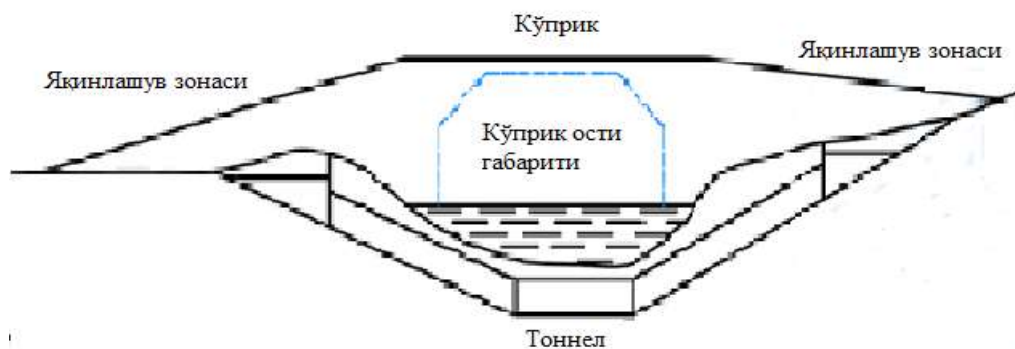 Кўприк
Яқинлашув зонаси
Яқинлашув зонаси
Кўприк ости
габарити
Тоннел